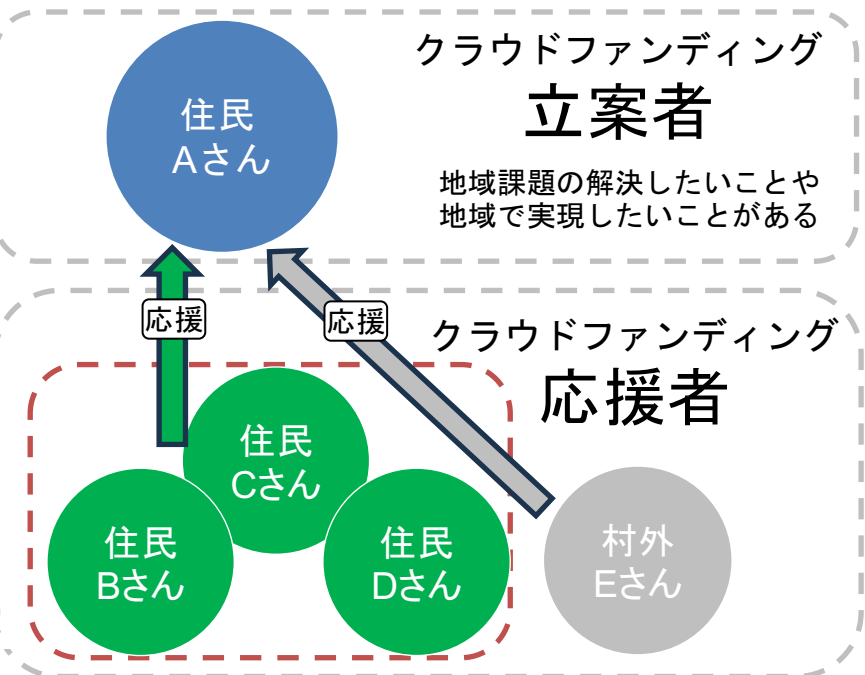 クラウドファンディング
立案者
住民
Aさん
地域課題の解決したいことや
地域で実現したいことがある
応援
応援
クラウドファンディング
応援者
住民
Cさん
住民
Bさん
住民
Dさん
村外
Eさん